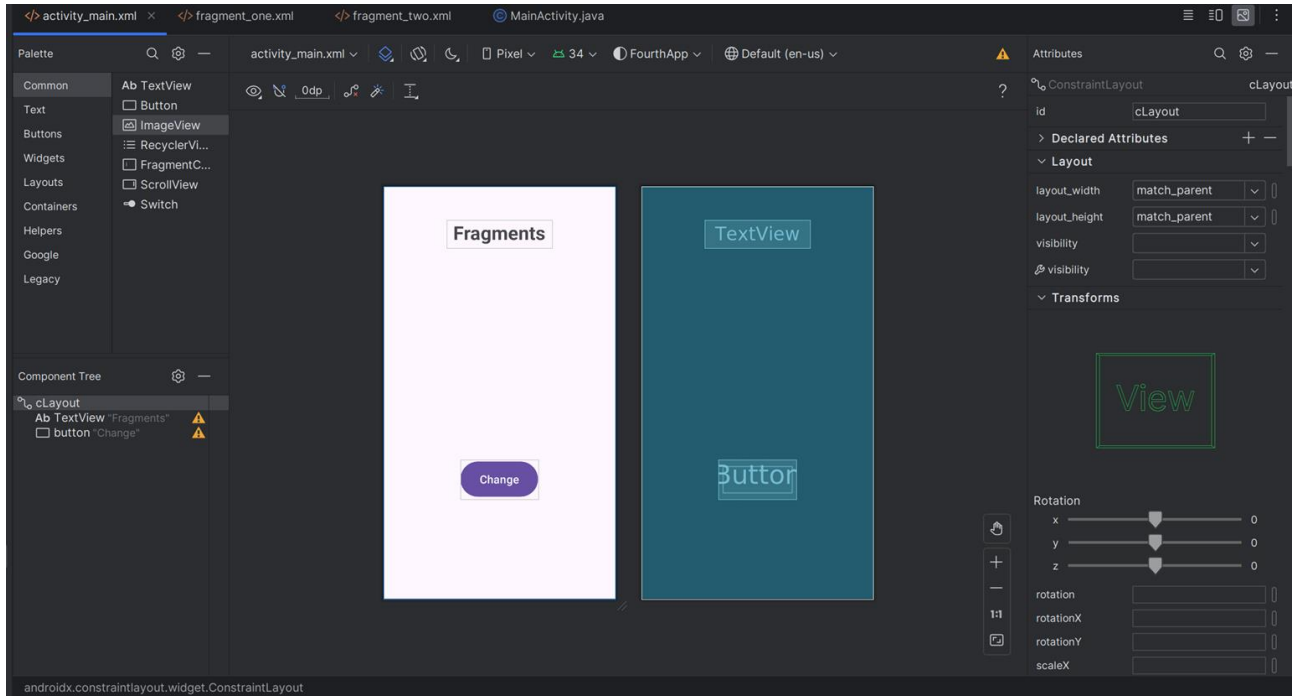 </> activity_main.xml ×
</> fragment_one.xml
</> fragment_two.xml
© MainActivity.java
Palette
Common
Text
Buttons
Widgets
Layouts
Containers
Helpers
Google
Legacy
Ab TextView
Button
ImageView
RecyclerVi...
FragmentC...
ScrollView
Switch
Component Tree
cLayout
Ab TextView "Fragments"
button "Change"
activity_main.xml
Pixel
34
FourthApp
Default (en-us)
0dp
?
Fragments
Change
TextView
Button
1:1
Attributes
ConstraintLayout cLayout
id cLayout
Declared Attributes
Layout
layout_width match_parent
layout_height match_parent
visibility
visibility
Transforms
View
Rotation
x 0
y 0
z 0
rotation
rotationX
rotationY
scaleX
androidx.constraintlayout.widget.ConstraintLayout